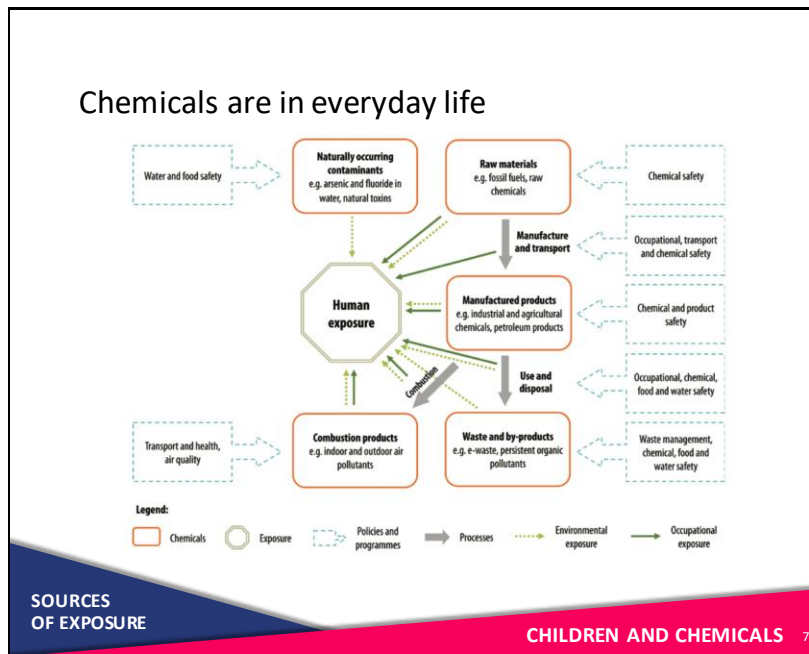 Chemicals are in everyday life
Water and food safety
Naturally occurring
contaminants
e.g. arsenic and fluoride in
water, natural toxins
Raw materials
e.g. fossil fuels, raw
chemicals
Chemical safety
Manufacture
and transport
Occupational, transport
and chemical safety
Human
exposure
Manufactured products
e.g. industrial and agricultural
chemicals, petroleum products
Chemical and product
safety
Combustion
Use and
disposal
Occupational, chemical,
food and water safety
Transport and health,
air quality
Combustion products
e.g. indoor and outdoor air
pollutants
Waste and by-products
e.g. e-waste, persistent organic
pollutants
Waste management,
chemical, food and
water safety
Legend:
Chemicals
Exposure
Policies and
programmes
Processes
Environmental
exposure
Occupational
exposure
SOURCES
OF EXPOSURE
CHILDREN AND CHEMICALS 7